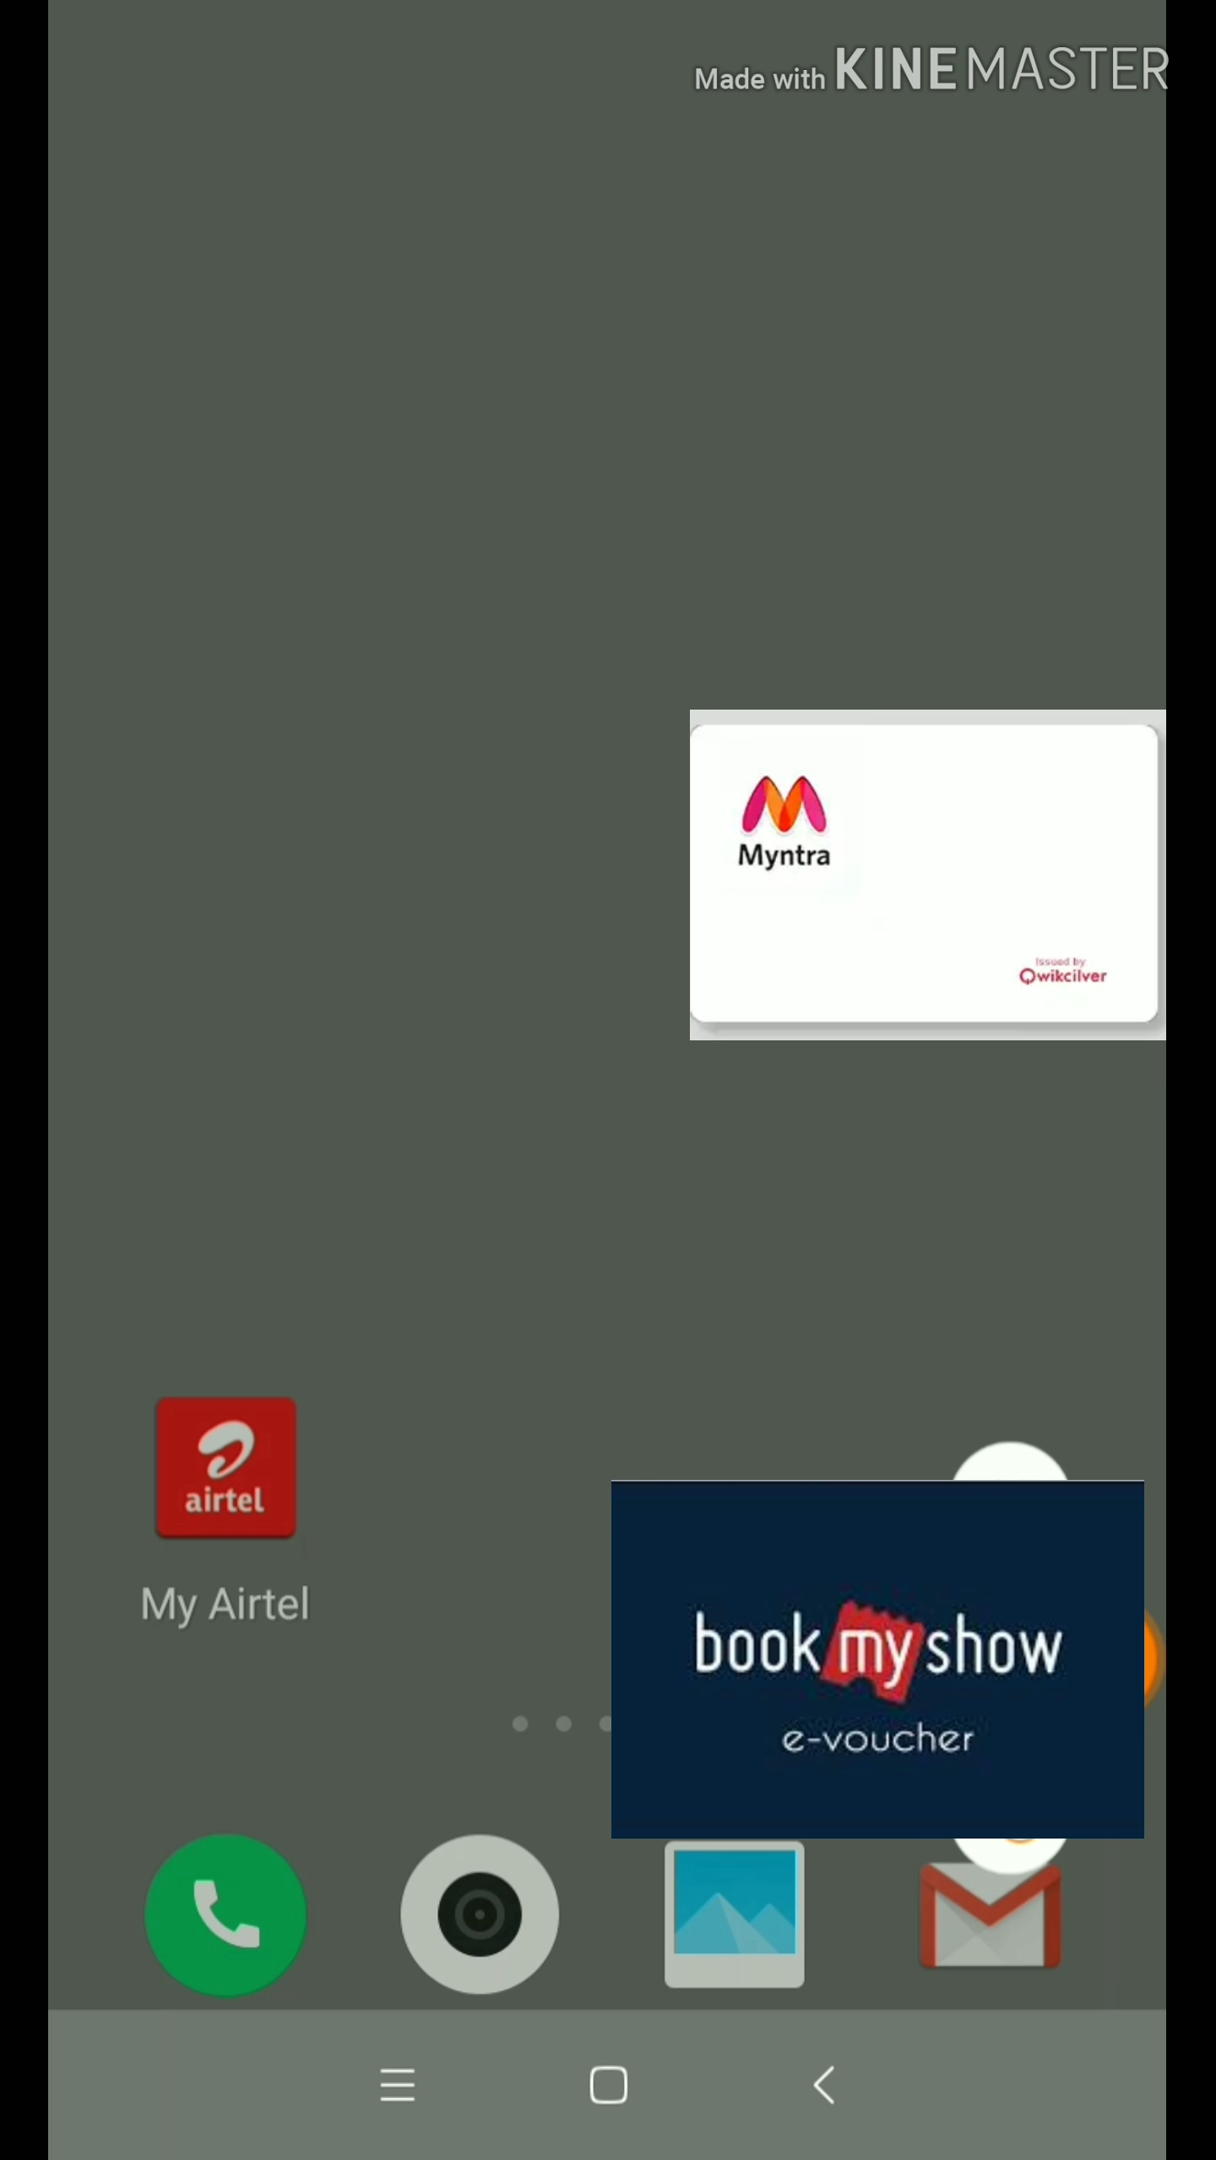 Made with KINEMASTER
Myntra
Issued by
Qwikcilver
airtel
My Airtel
book my show
e-voucher